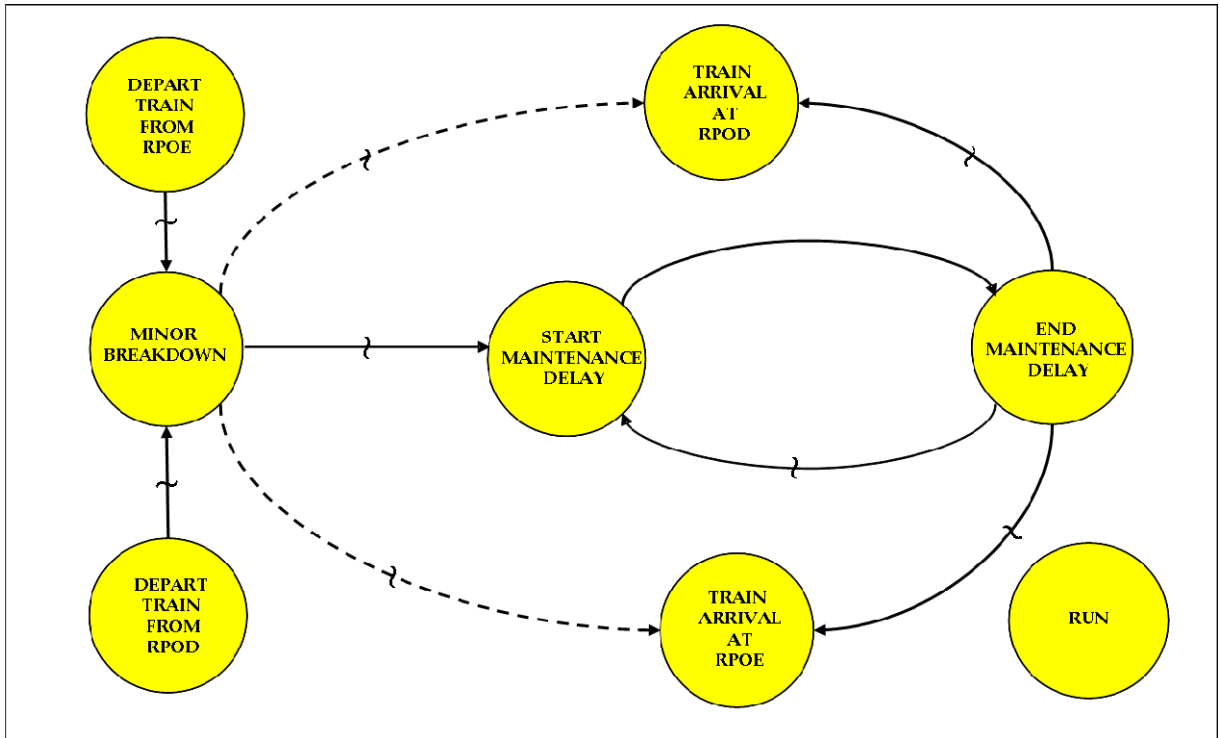 DEPART
TRAIN
FROM
RPOE
TRAIN
ARRIVAL
AT
RPOD
MINOR
BREAKDOWN
START
MAINTENANCE
DELAY
END
MAINTENANCE
DELAY
DEPART
TRAIN
FROM
RPOD
TRAIN
ARRIVAL
AT
RPOE
RUN